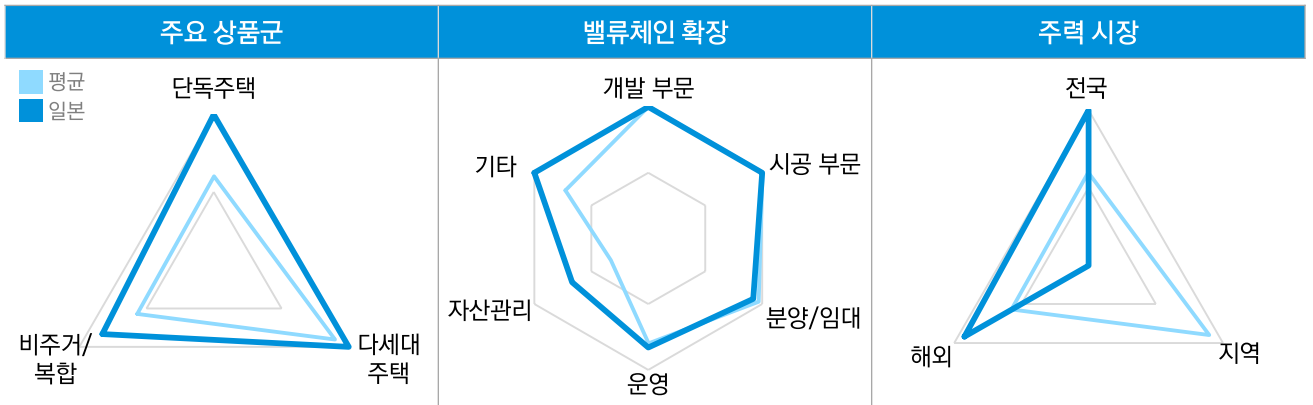 주요 상품군
밸류체인 확장
주력 시장
평균
일본
단독주택
비주거/
복합
다세대
주택
개발 부문
기타
시공 부문
자산관리
분양/임대
운영
전국
해외
지역